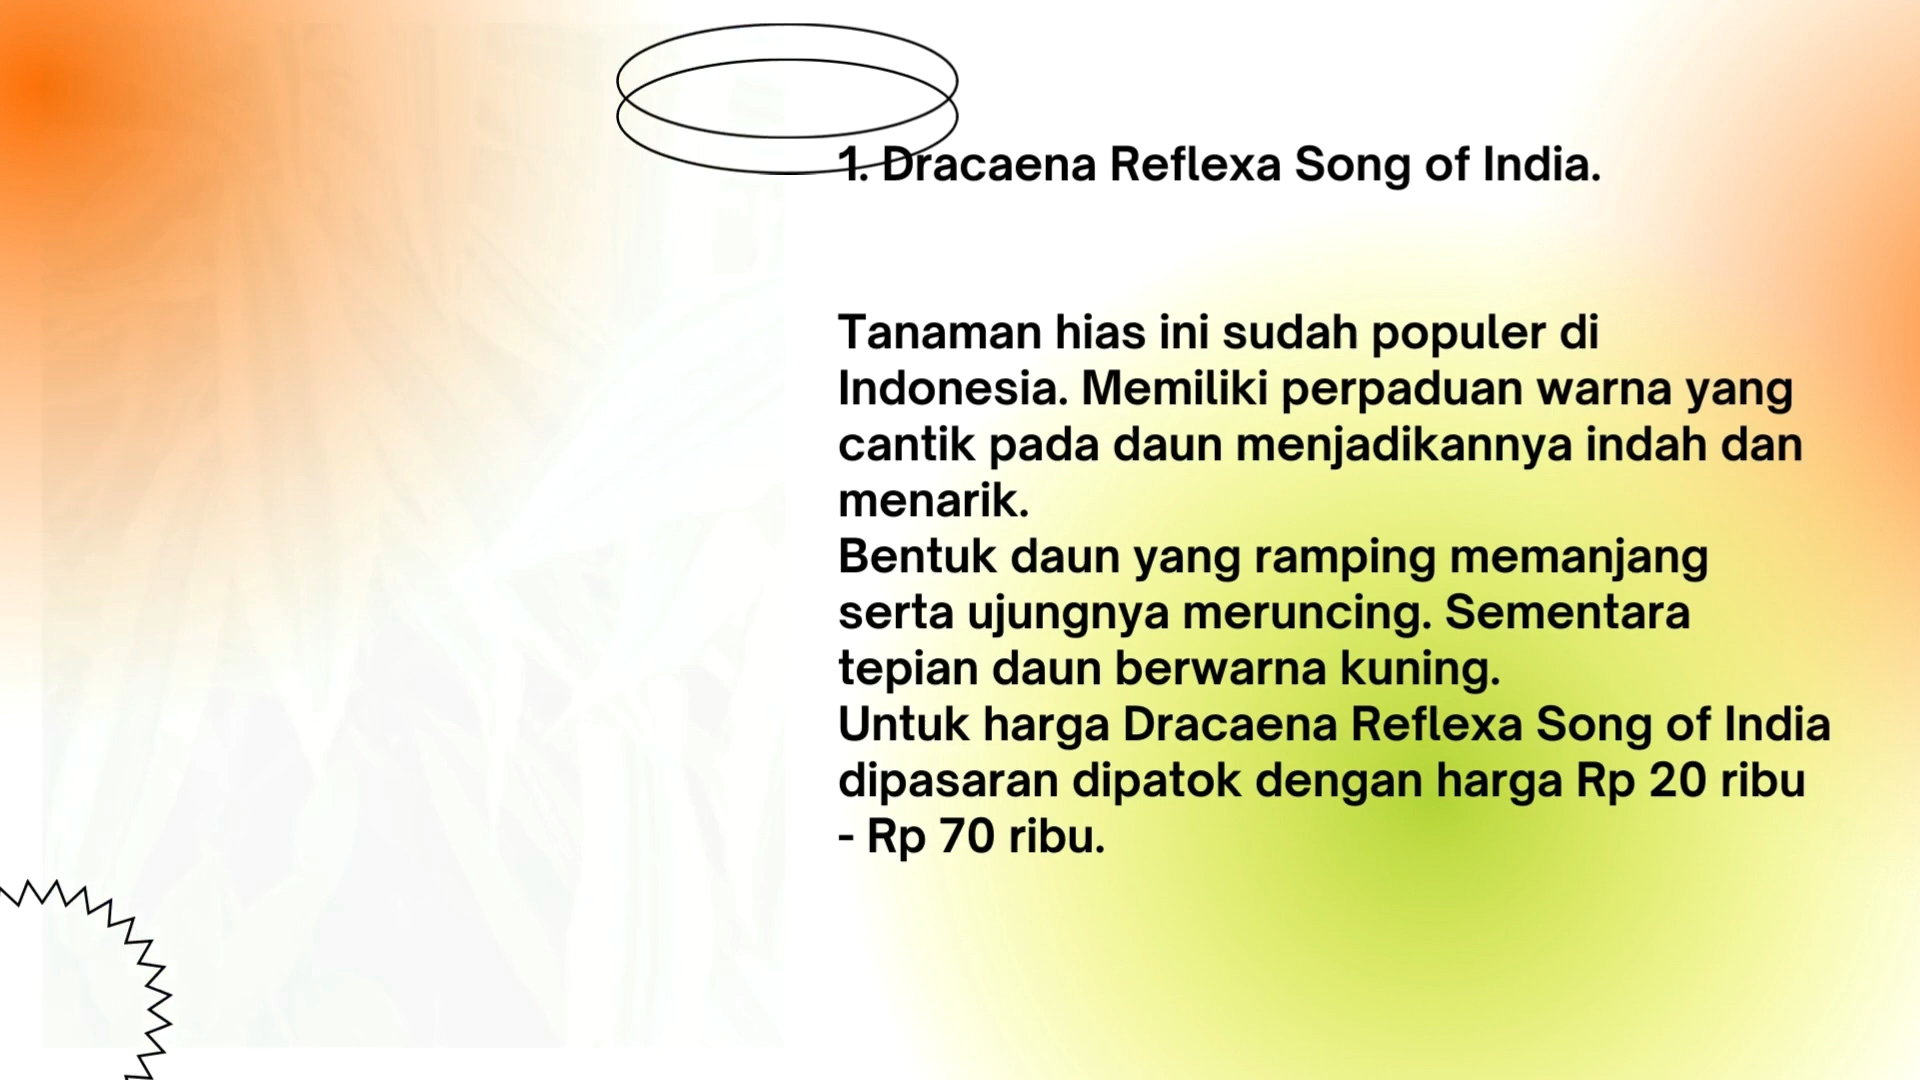 1. Dracaena Reflexa Song of India.
Tanaman hias ini sudah populer di
Indonesia. Memiliki perpaduan warna yang
cantik pada daun menjadikannya indah dan
menarik.
Bentuk daun yang ramping memanjang
serta ujungnya meruncing. Sementara
tepian daun berwarna kuning.
Untuk harga Dracaena Reflexa Song of India
dipasaran dipatok dengan harga Rp 20 ribu
- Rp 70 ribu.